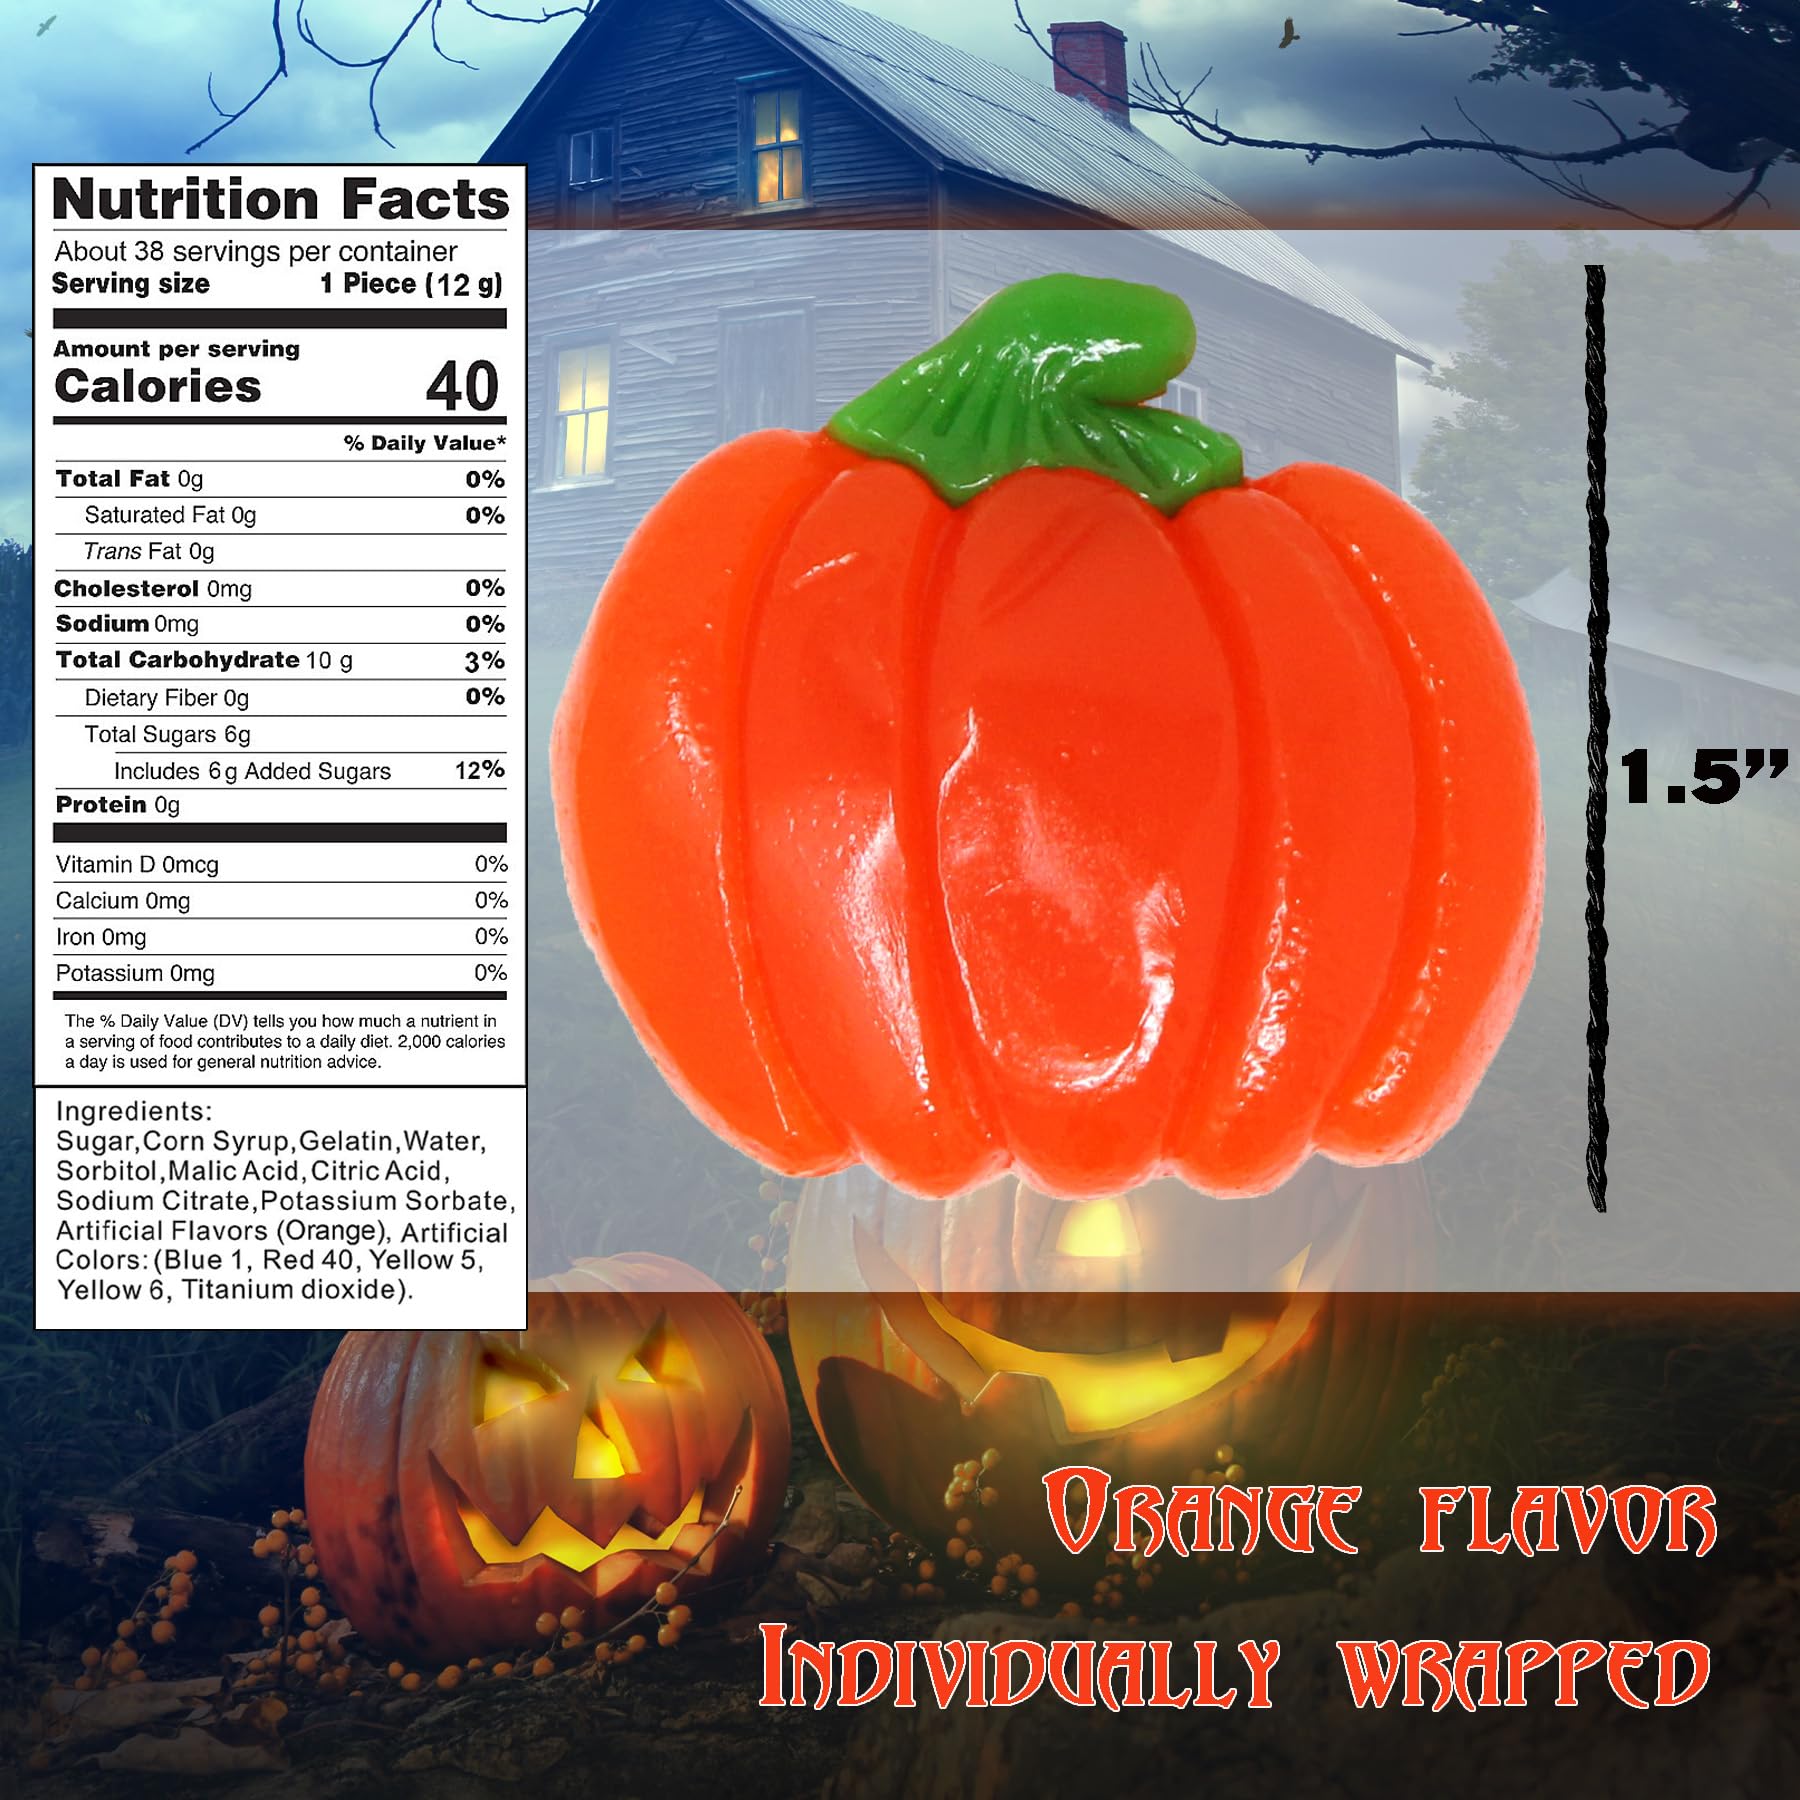 Nutrition Facts
About 38 servings per container
Serving size 1 Piece (12 g)
Amount per serving
Calories 40
% Daily Value*
Total Fat 0g 0%
Saturated Fat 0g 0%
Trans Fat 0g
Cholesterol 0mg 0%
Sodium 0mg 0%
Total Carbohydrate 10 g 3%
Dietary Fiber 0g 0%
Total Sugars 6g
Includes 6g Added Sugars 12%
Protein 0g
Vitamin D 0mcg 0%
Calcium 0mg 0%
Iron 0mg 0%
Potassium 0mg 0%
The % Daily Value (DV) tells you how much a nutrient in
a serving of food contributes to a daily diet. 2,000 calories
a day is used for general nutrition advice.
Ingredients:
Sugar,Corn Syrup,Gelatin,Water,
Sorbitol,Malic Acid,Citric Acid,
Sodium Citrate,Potassium Sorbate,
Artificial Flavors (Orange), Artificial
Colors:(Blue 1, Red 40, Yellow 5,
Yellow 6, Titanium dioxide).
1.5”
Orange flavor
Individually wrapped